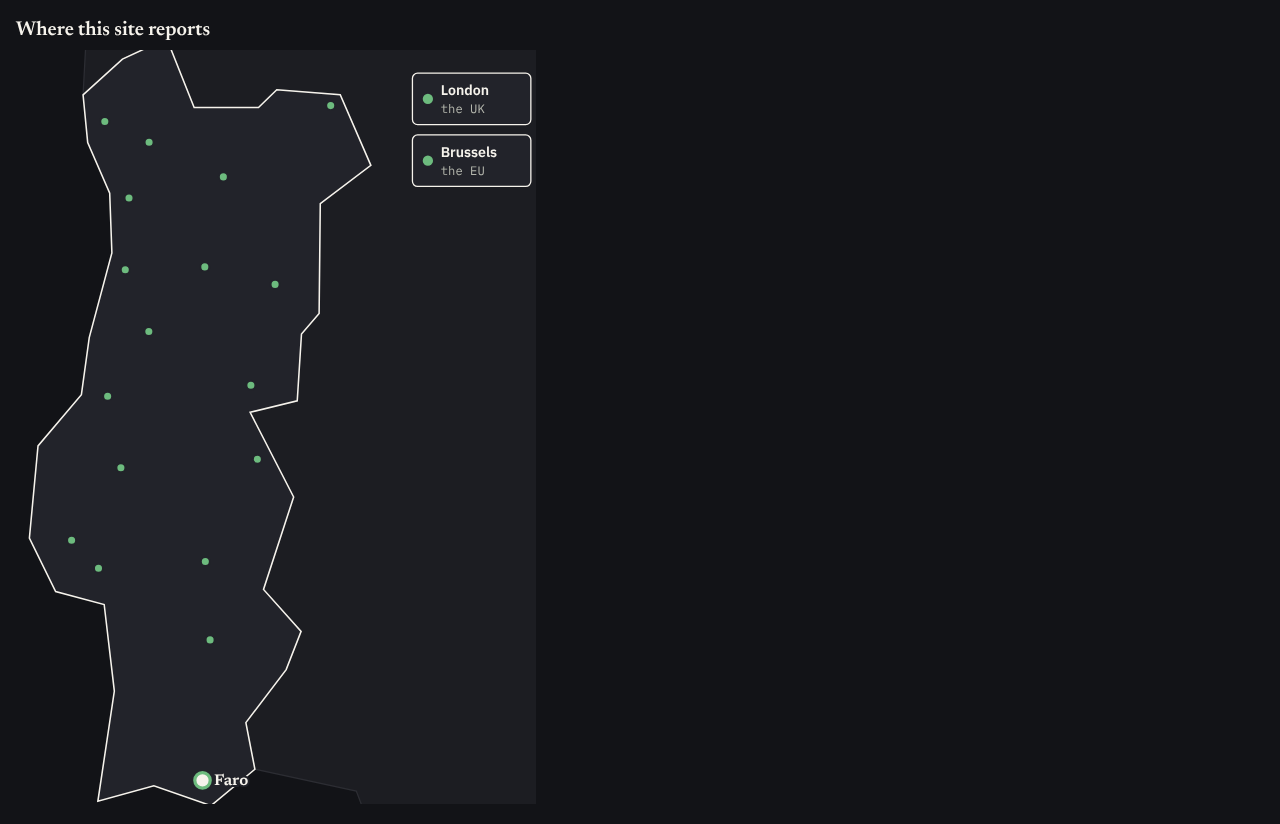 Where this site reports
London
the UK
Brussels
the EU
Faro